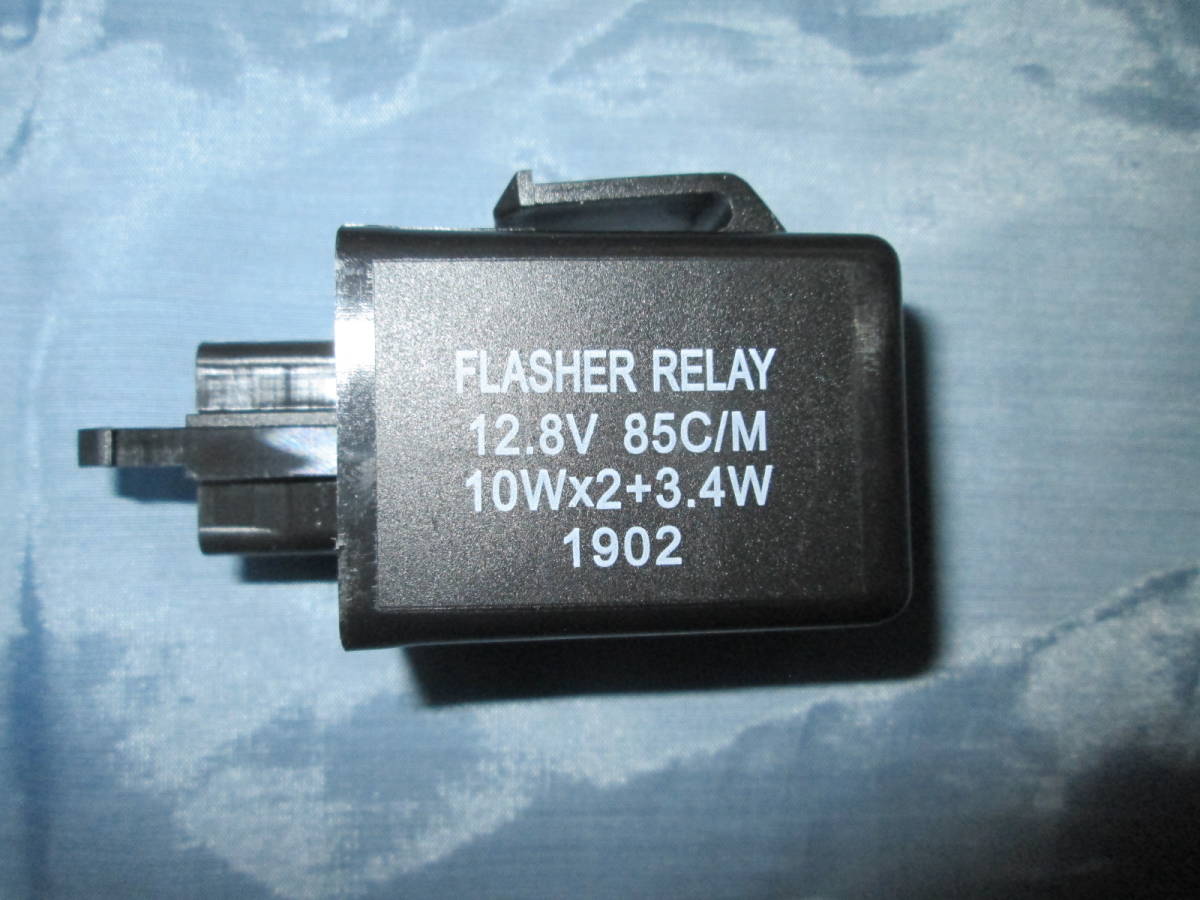 FLASHER RELAY
12.8V 85C/M
10Wx2+3.4W
1902